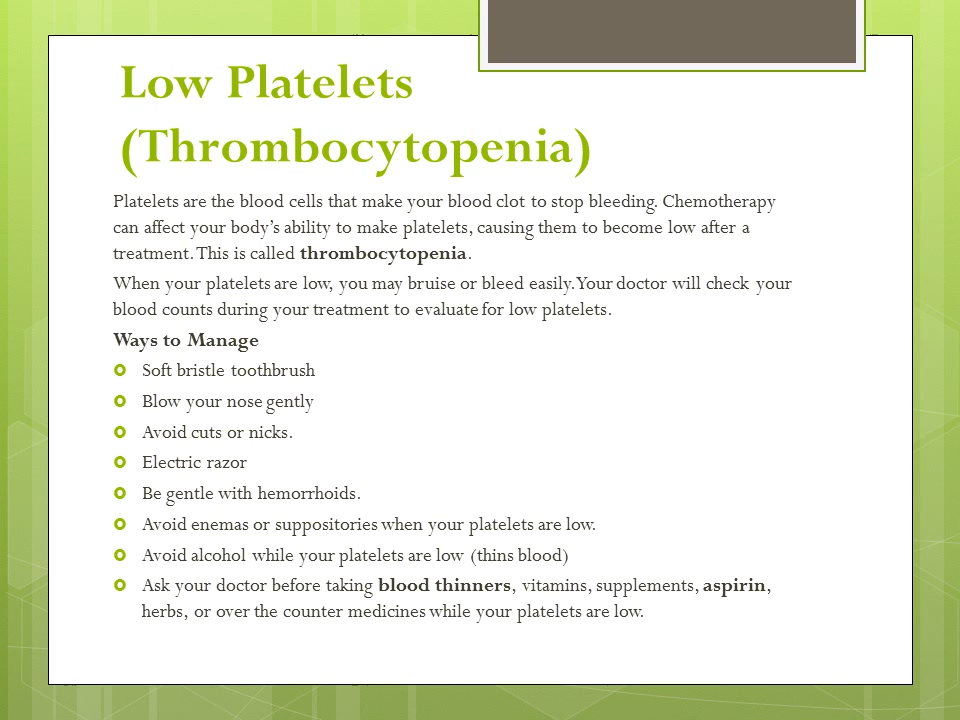 Low Platelets
(Thrombocytopenia)
Platelets are the blood cells that make your blood clot to stop bleeding. Chemotherapy
can affect your body's ability to make platelets, causing them to become low after a
treatment. This is called thrombocytopenia.
When your platelets are low, you may bruise or bleed easily. Your doctor will check your
blood counts during your treatment to evaluate for low platelets.
Ways to Manage
Soft bristle toothbrush
Blow your nose gently
Avoid cuts or nicks.
Electric razor
Be gentle with hemorrhoids.
Avoid enemas or suppositories when your platelets are low.
Avoid alcohol while your platelets are low (thins blood)
Ask your doctor before taking blood thinners, vitamins, supplements, aspirin,
herbs, or over the counter medicines while your platelets are low.